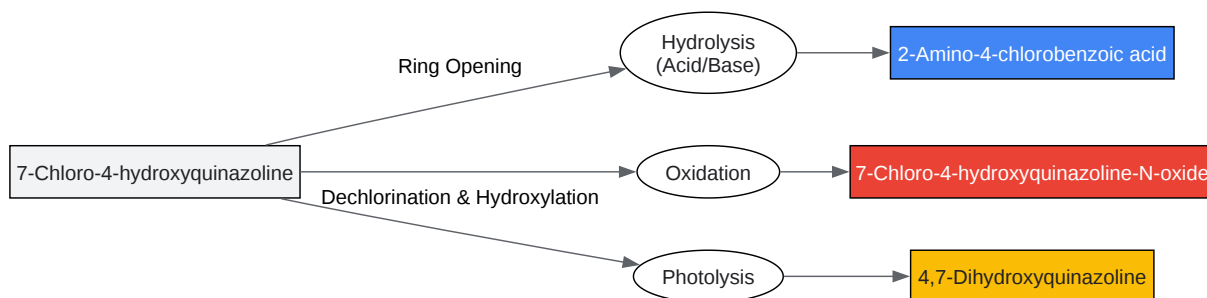 Hydrolysis
(Acid/Base)
2-Amino-4-chlorobenzoic acid
Ring Opening
7-Chloro-4-hydroxyquinazoline
Oxidation
7-Chloro-4-hydroxyquinazoline-N-oxide
Dechlorination & Hydroxylation
Photolysis
4,7-Dihydroxyquinazoline